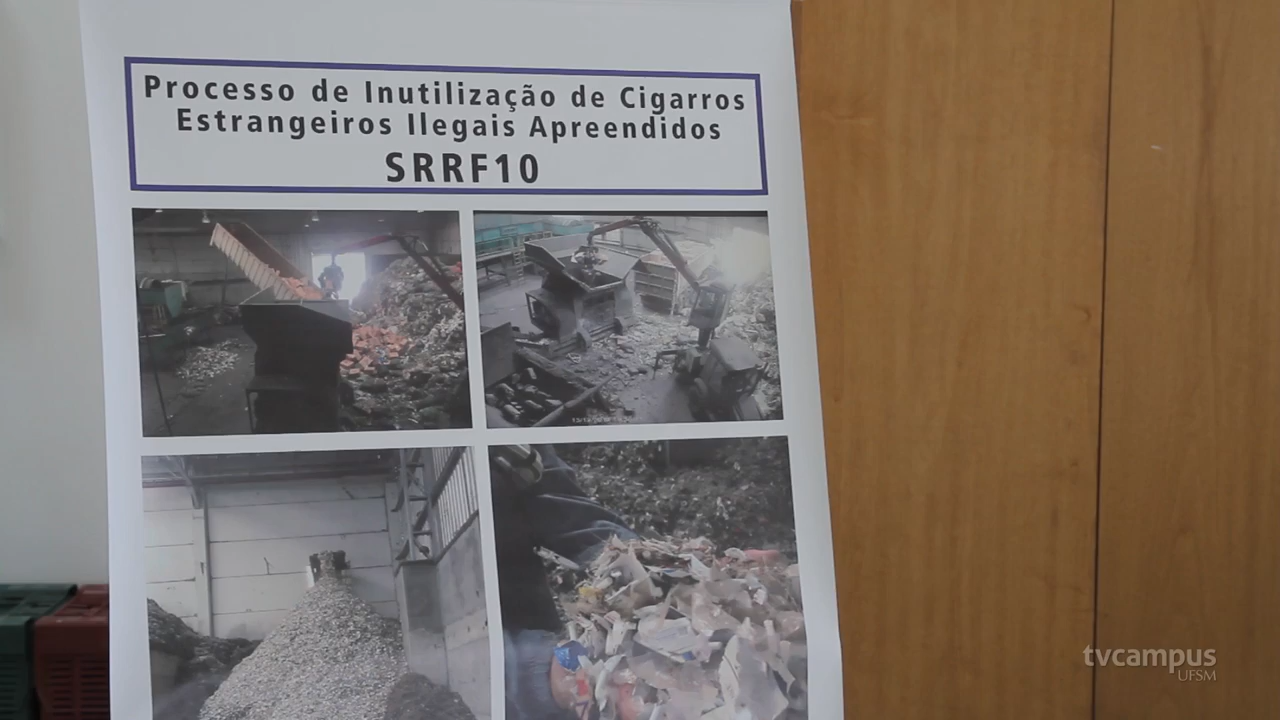 Processo de Inutilização de Cigarros
Estrangeiros Ilegais Apreendidos
SRRF10
tvcampus
UFSM